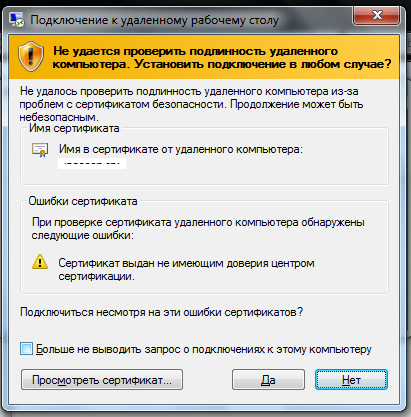 Подключение к удаленному рабочему столу
Не удается проверить подлинность удаленного
компьютера. Установить подключение в любом случае?
Не удалось проверить подлинность удаленного компьютера из-за
проблем с сертификатом безопасности. Продолжение может быть
небезопасным.
Имя сертификата
Имя в сертификате от удаленного компьютера:
Ошибки сертификата
При проверке сертификата удаленного компьютера обнаружены
следующие ошибки:
Сертификат выдан не имеющим доверия центром
сертификации.
Подключиться несмотря на эти ошибки сертификатов?
Больше не выводить запрос о подключениях к этому компьютеру
Просмотреть сертификат...
Да
Нет